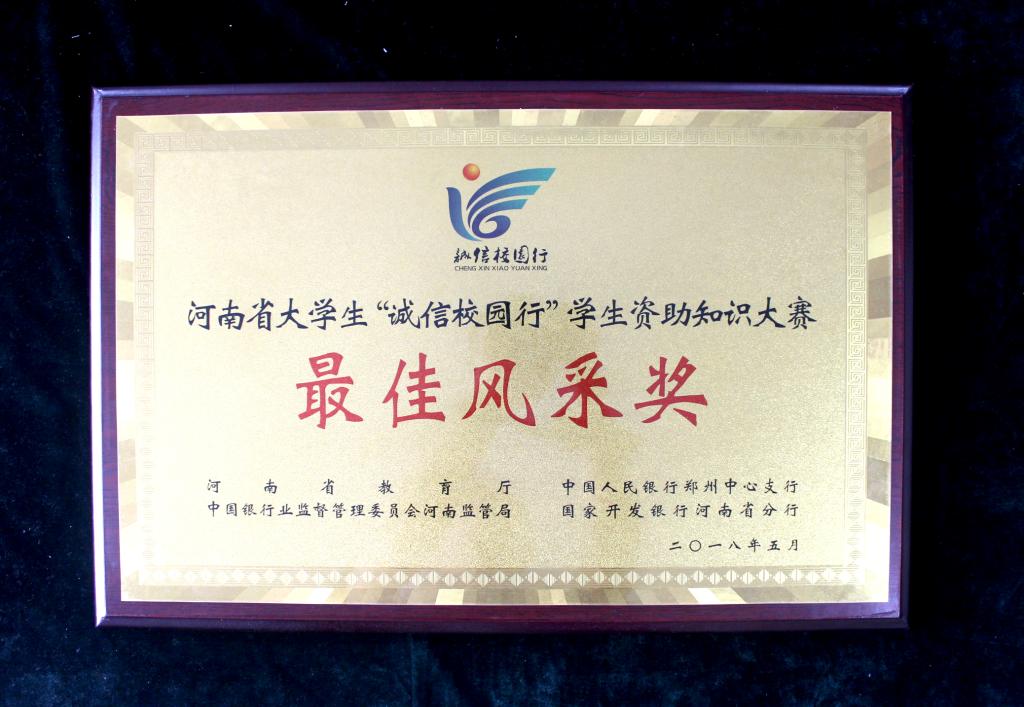 诚信校园行
CHENG XIN XIAO YUAN XING
河南省大学生“诚信校园行”学生资助知识大赛
最佳风采奖
河南省教育厅
中国银行业监督管理委员会河南监管局
中国人民银行郑州中心支行
国家开发银行河南省分行
二〇一八年五月